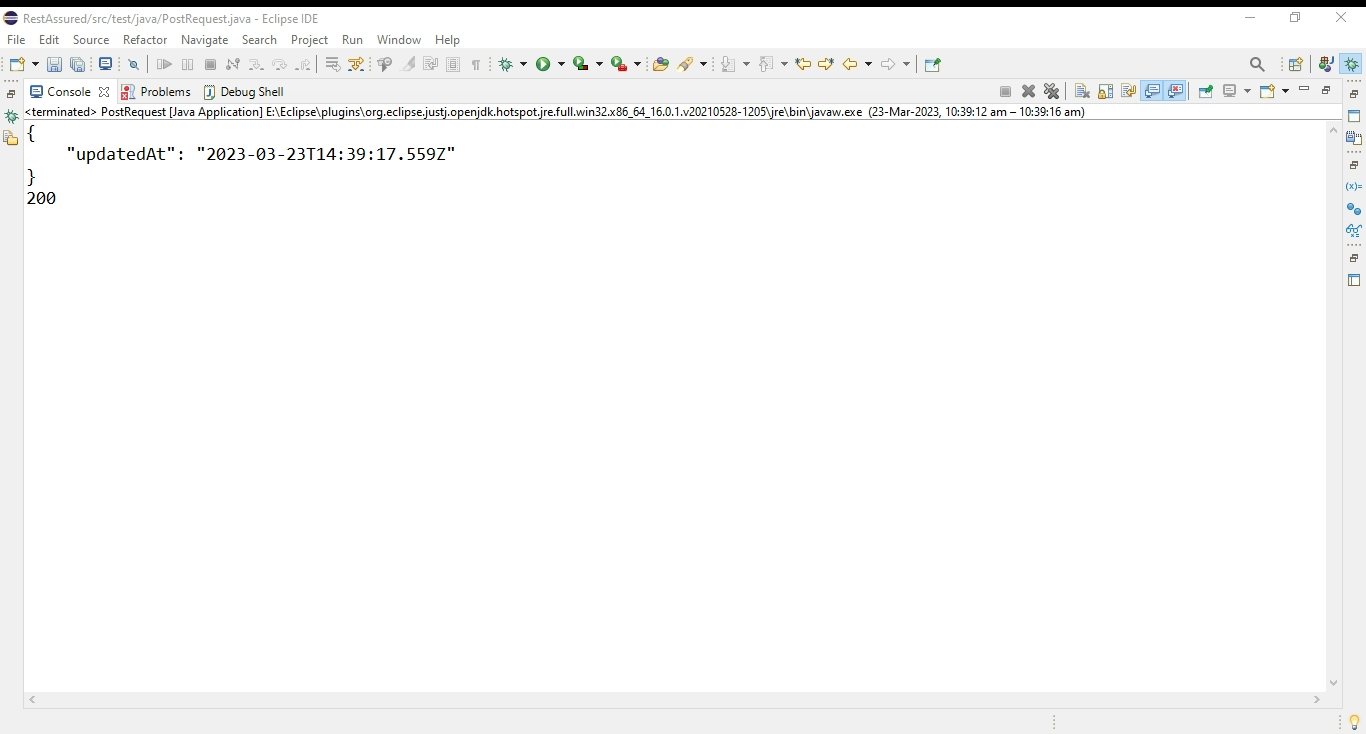 RestAssured/src/test/java/PostRequest.java - Eclipse IDE
File Edit Source Refactor Navigate Search Project Run Window Help
Console Problems Debug Shell
<terminated> PostRequest [Java Application] E:\Eclipse\plugins\org.eclipse.justj.openjdk.hotspot.jre.full.win32.x86_64_16.0.1.v20210528-1205\jre\bin\javaw.exe (23-Mar-2023, 10:39:12 am – 10:39:16 am)
{
"updatedAt": "2023-03-23T14:39:17.559Z"
}
200